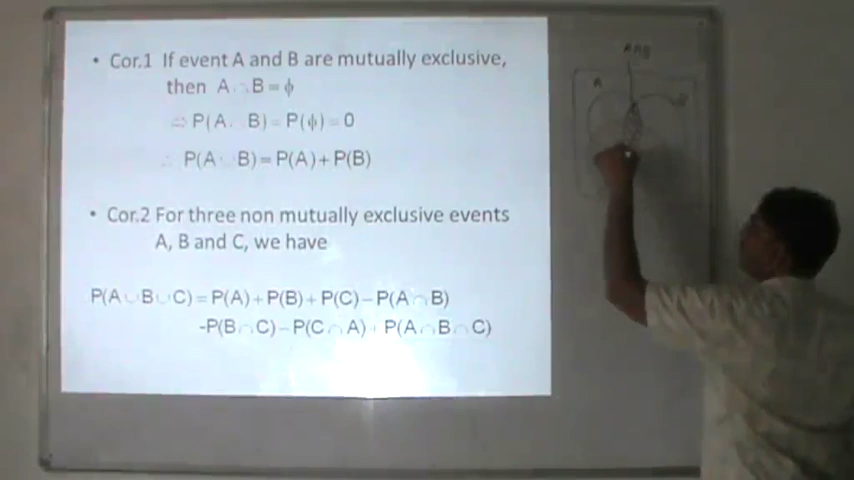 • Cor.1 If event A and B are mutually exclusive,
then A ∩ B = ϕ
⇒ P(A ∩ B) = P(ϕ) = 0
∴ P(A ∪ B) = P(A) + P(B)
• Cor.2 For three non mutually exclusive events
A, B and C, we have
P(A ∪ B ∪ C) = P(A) + P(B) + P(C) − P(A ∩ B)
-P(B ∩ C) − P(C ∩ A) + P(A ∩ B ∩ C)
A∩B
A